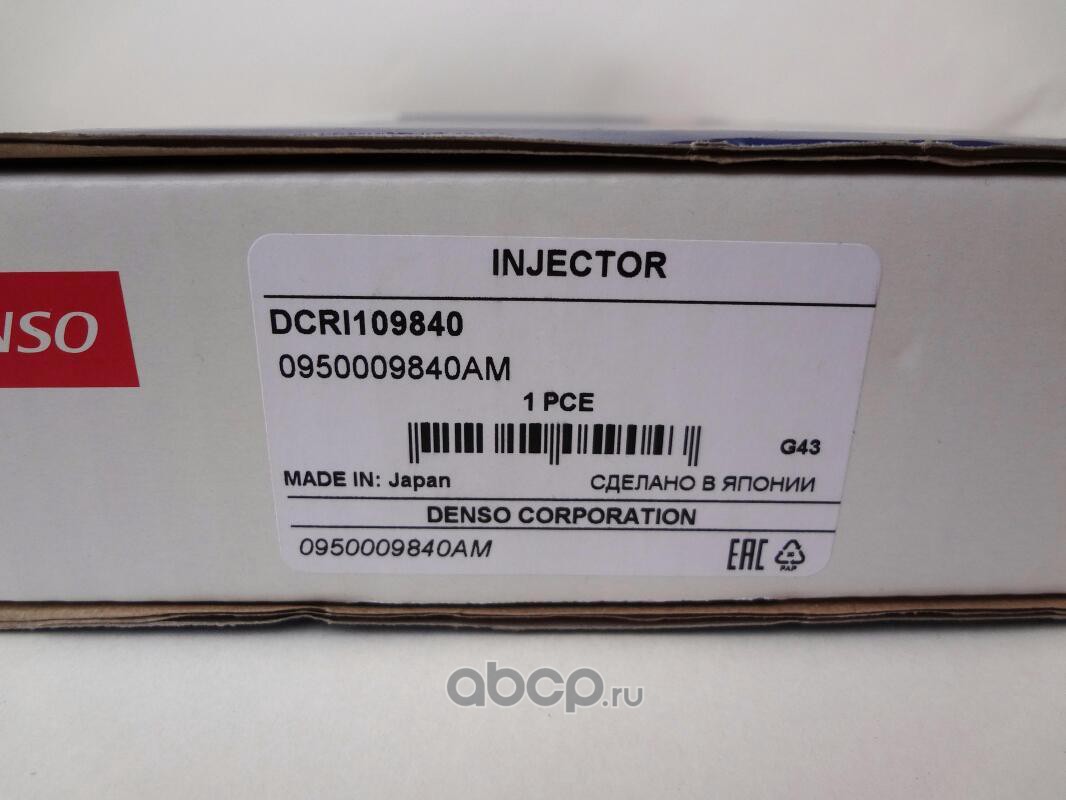 INJECTOR
NSO
DCRI109840
0950009840AM
1 PCE
G43
MADE IN: Japan СДЕЛАНО В ЯПОНИИ
DENSO CORPORATION
0950009840AM
EAC
PAP
abcp.ru